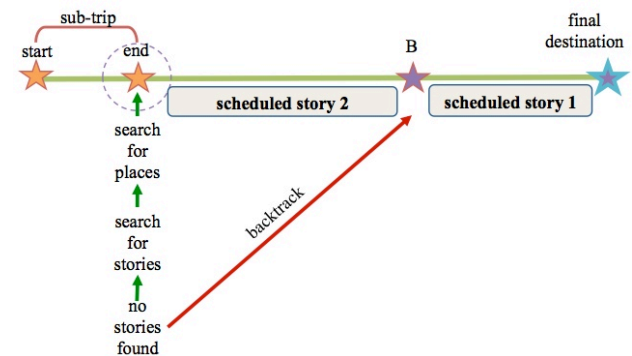 sub-trip
start
end
B
final
destination
scheduled story 2
scheduled story 1
search
for
places
search
for
stories
no
stories
found
backtrack